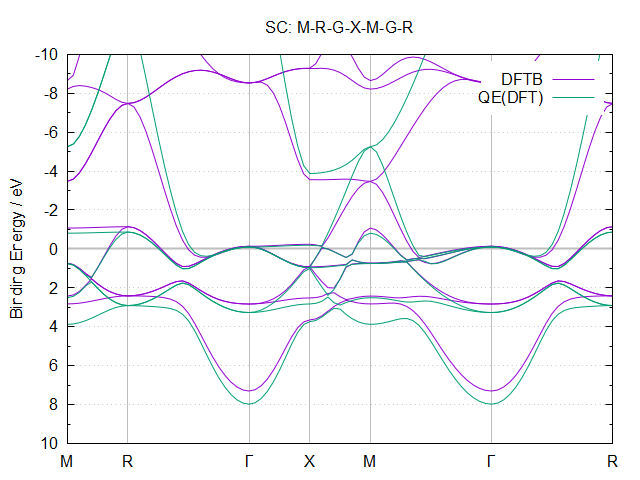 SC: M-R-G-X-M-G-R
DFTB
QE(DFT)
Binding Energy / eV
-10
-8
-6
-4
-2
0
2
4
6
8
10
M R Γ X M Γ R